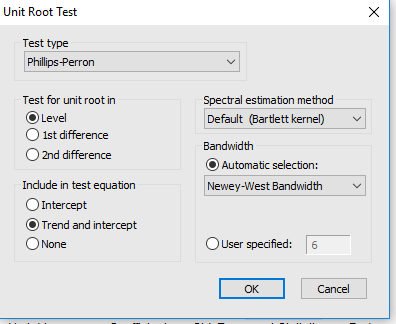 Unit Root Test
Test type
Phillips-Perron
Test for unit root in
Level
1st difference
2nd difference
Include in test equation
Intercept
Trend and intercept
None
Spectral estimation method
Default (Bartlett kernel)
Bandwidth
Automatic selection:
Newey-West Bandwidth
User specified: 6
OK Cancel